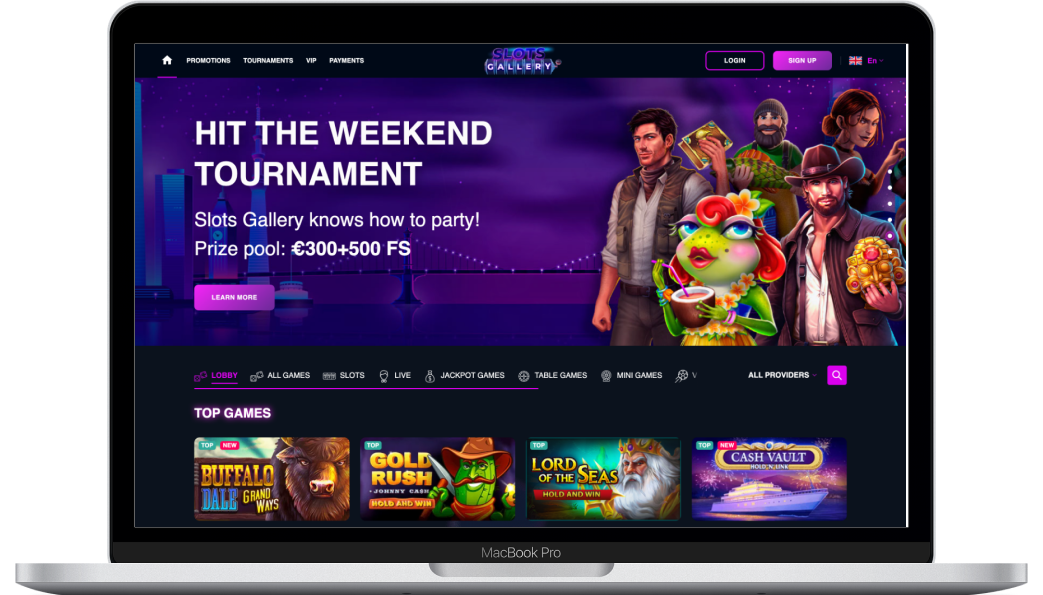 PROMOTIONS TOURNAMENTS VIP PAYMENTS
SLOTS
GALLERY
LOGIN SIGN UP En
HIT THE WEEKEND
TOURNAMENT
Slots Gallery knows how to party!
Prize pool: €300+500 FS
LEARN MORE
LOBBY ALL GAMES SLOTS LIVE JACKPOT GAMES TABLE GAMES MINI GAMES V
ALL PROVIDERS
TOP GAMES
TOP NEW
BUFFALO
DALE
GRAND
WAYS
TOP
GOLD
RUSH
JOHNNY CASH
HOLD AND WIN
TOP
LORD
OF THE SEAS
HOLD AND WIN
TOP NEW
CASH VAULT
HOLD 'N' LINK
MacBook Pro